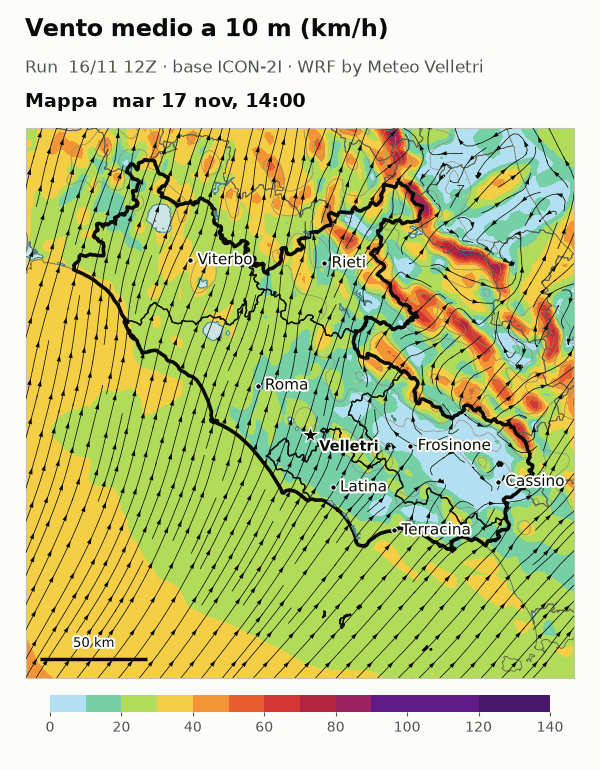 Vento medio a 10 m (km/h)
Run 16/11 12Z · base ICON-2I · WRF by Meteo Velletri
Mappa mar 17 nov, 14:00
Viterbo
Rieti
Roma
Velletri
Frosinone
Latina
Cassino
Terracina
50 km
0 20 40 60 80 100 120 140